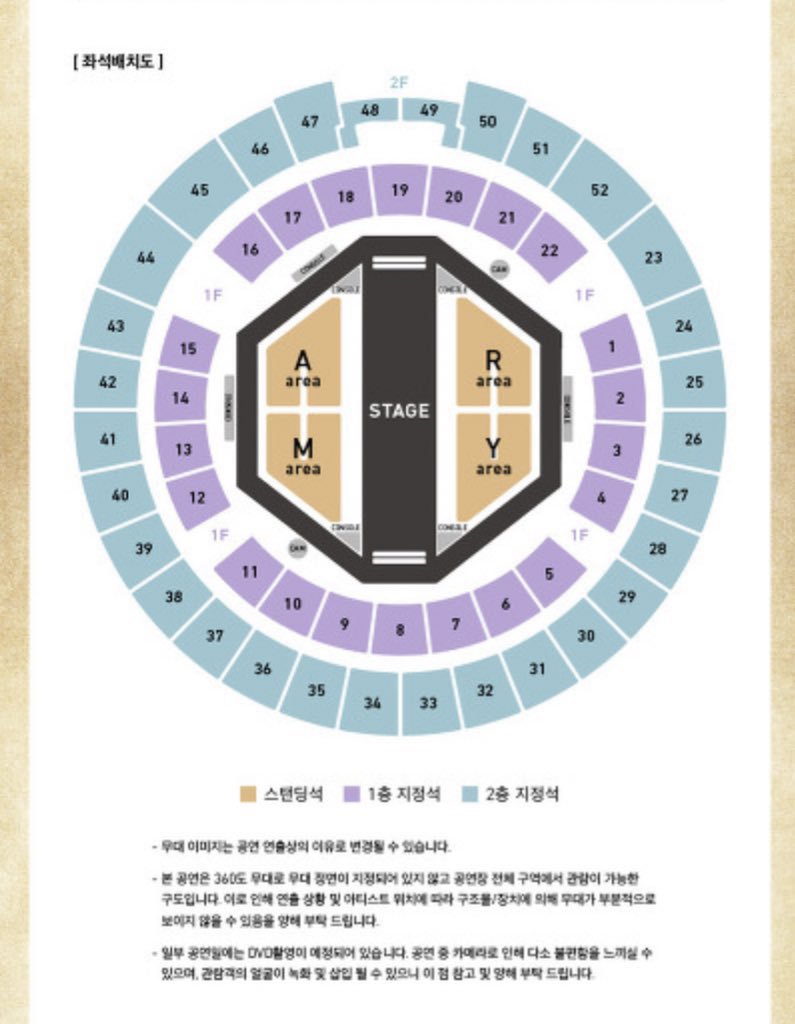 [ 좌석배치도 ]
2F
48 49
47 50
46 51
45 52
44 23
43 24
42 25
41 26
40 27
39 28
38 29
37 30
36 31
35 32
34 33
19
18 20
17 21
16 22
1F 1F
15 1
14 2
13 3
12 4
1F 1F
11 5
10 6
9 7
8
CONSOLE CAM
CONSOLE CONSOLE
A area
R area
CONSOLE
STAGE
CONSOLE
M area
Y area
CONSOLE CONSOLE
CAM
스탠딩석 1층 지정석 2층 지정석
- 무대 이미지는 공연 연출상의 이유로 변경될 수 있습니다.
- 본 공연은 360도 무대로 무대 정면이 지정되어 있지 않고 공연장 전체 구역에서 관람이 가능한
구도입니다. 이로 인해 연출 상황 및 아티스트 위치에 따라 구조물/장치에 의해 무대가 부분적으로
보이지 않을 수 있음을 양해 부탁 드립니다.
- 일부 공연일에는 DVD촬영이 예정되어 있습니다. 공연 중 카메라로 인해 다소 불편함을 느끼실 수
있으며, 관람객의 얼굴이 녹화 및 삽입 될 수 있으니 이 점 참고 및 양해 부탁 드립니다.